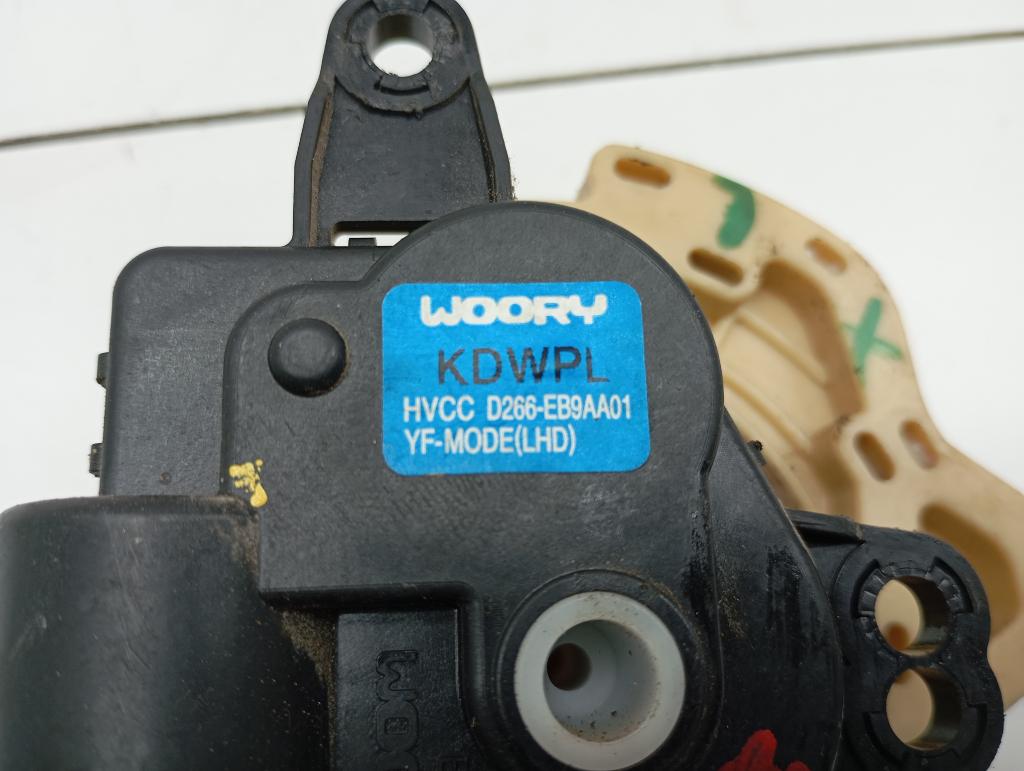 WOORY
KDWPL
HVCC D266-EB9AA01
YF-MODE(LHD)